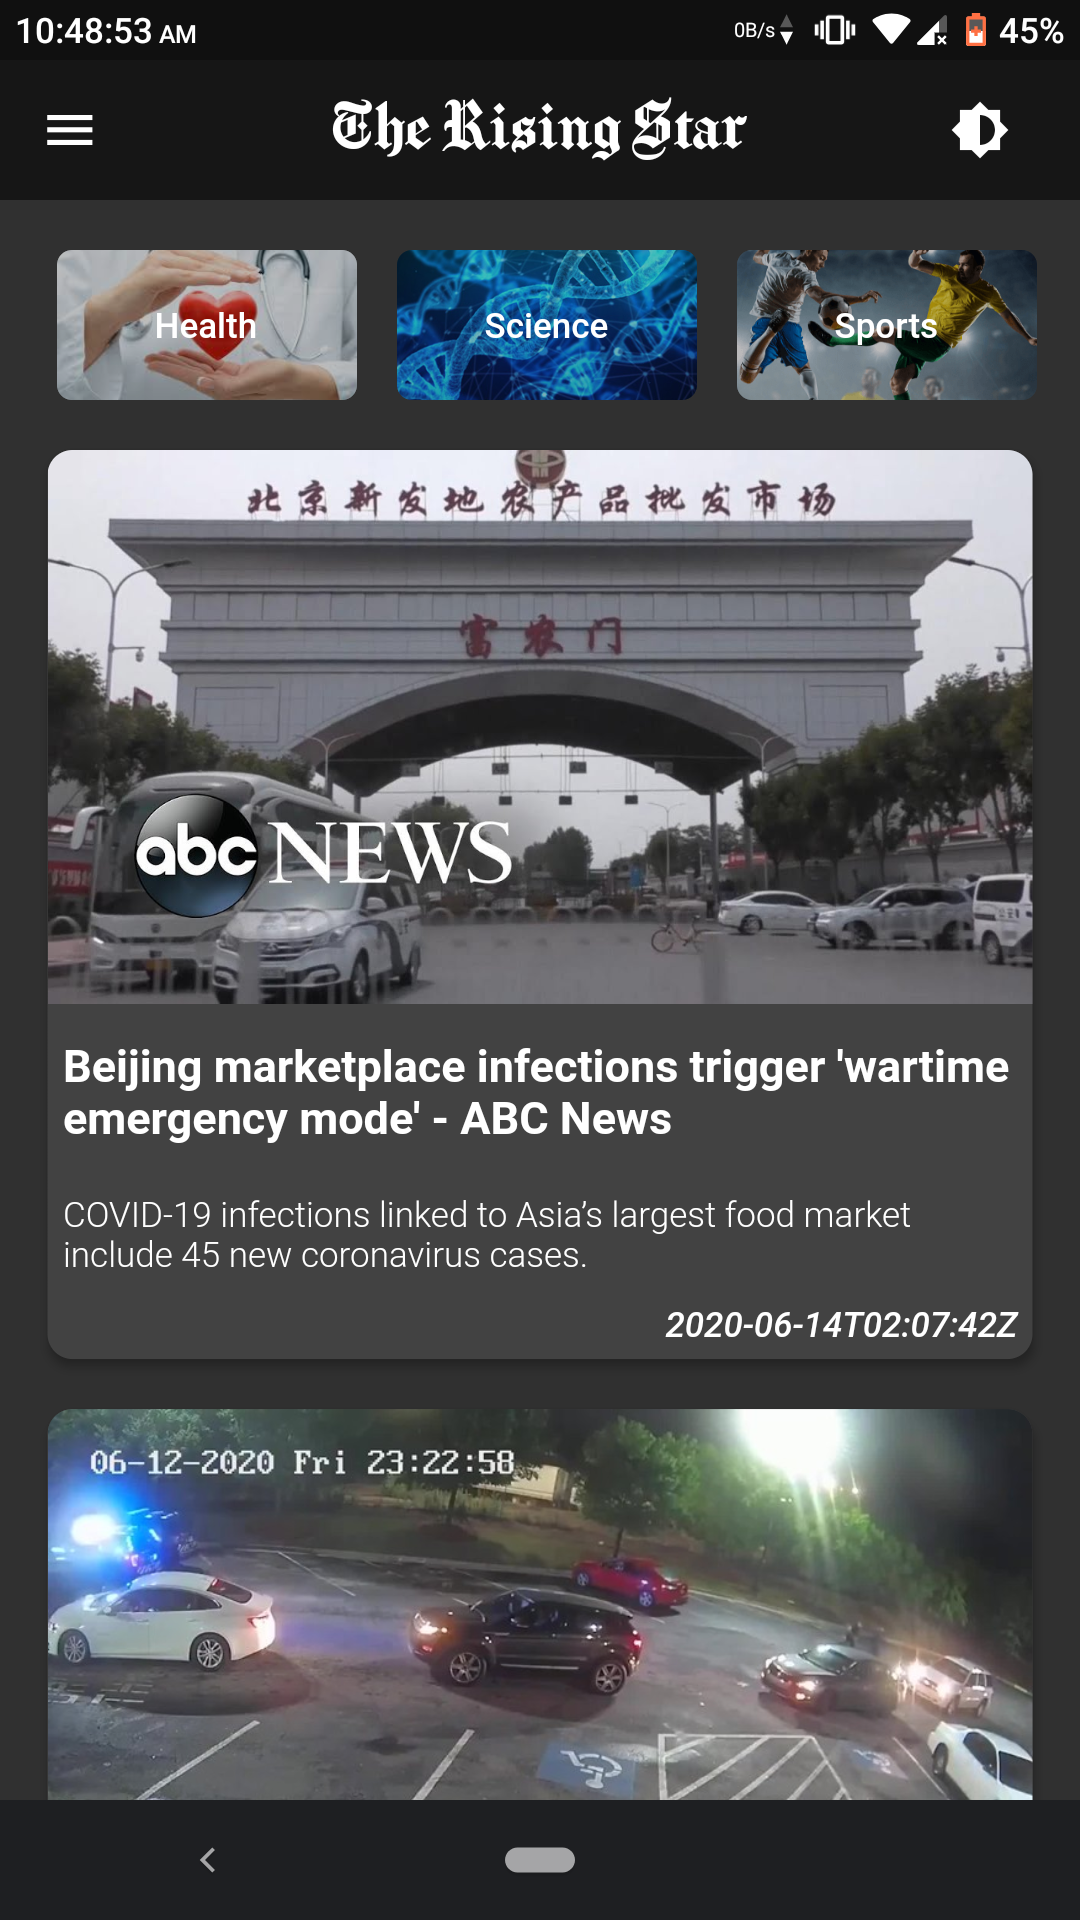 10:48:53 AM
0B/s
45%
The Rising Star
Health
Science
Sports
北京新发地农产品批发市场
富农门
abc NEWS
Beijing marketplace infections trigger 'wartime
emergency mode' - ABC News
COVID-19 infections linked to Asia’s largest food market
include 45 new coronavirus cases.
2020-06-14T02:07:42Z
06-12-2020 Fri 23:22:58